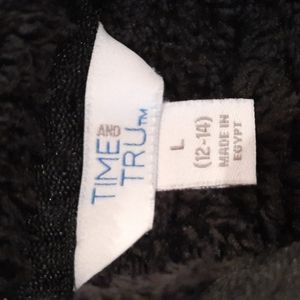 TIME AND
TRU™
L
(12-14)
MADE IN
EGYPT